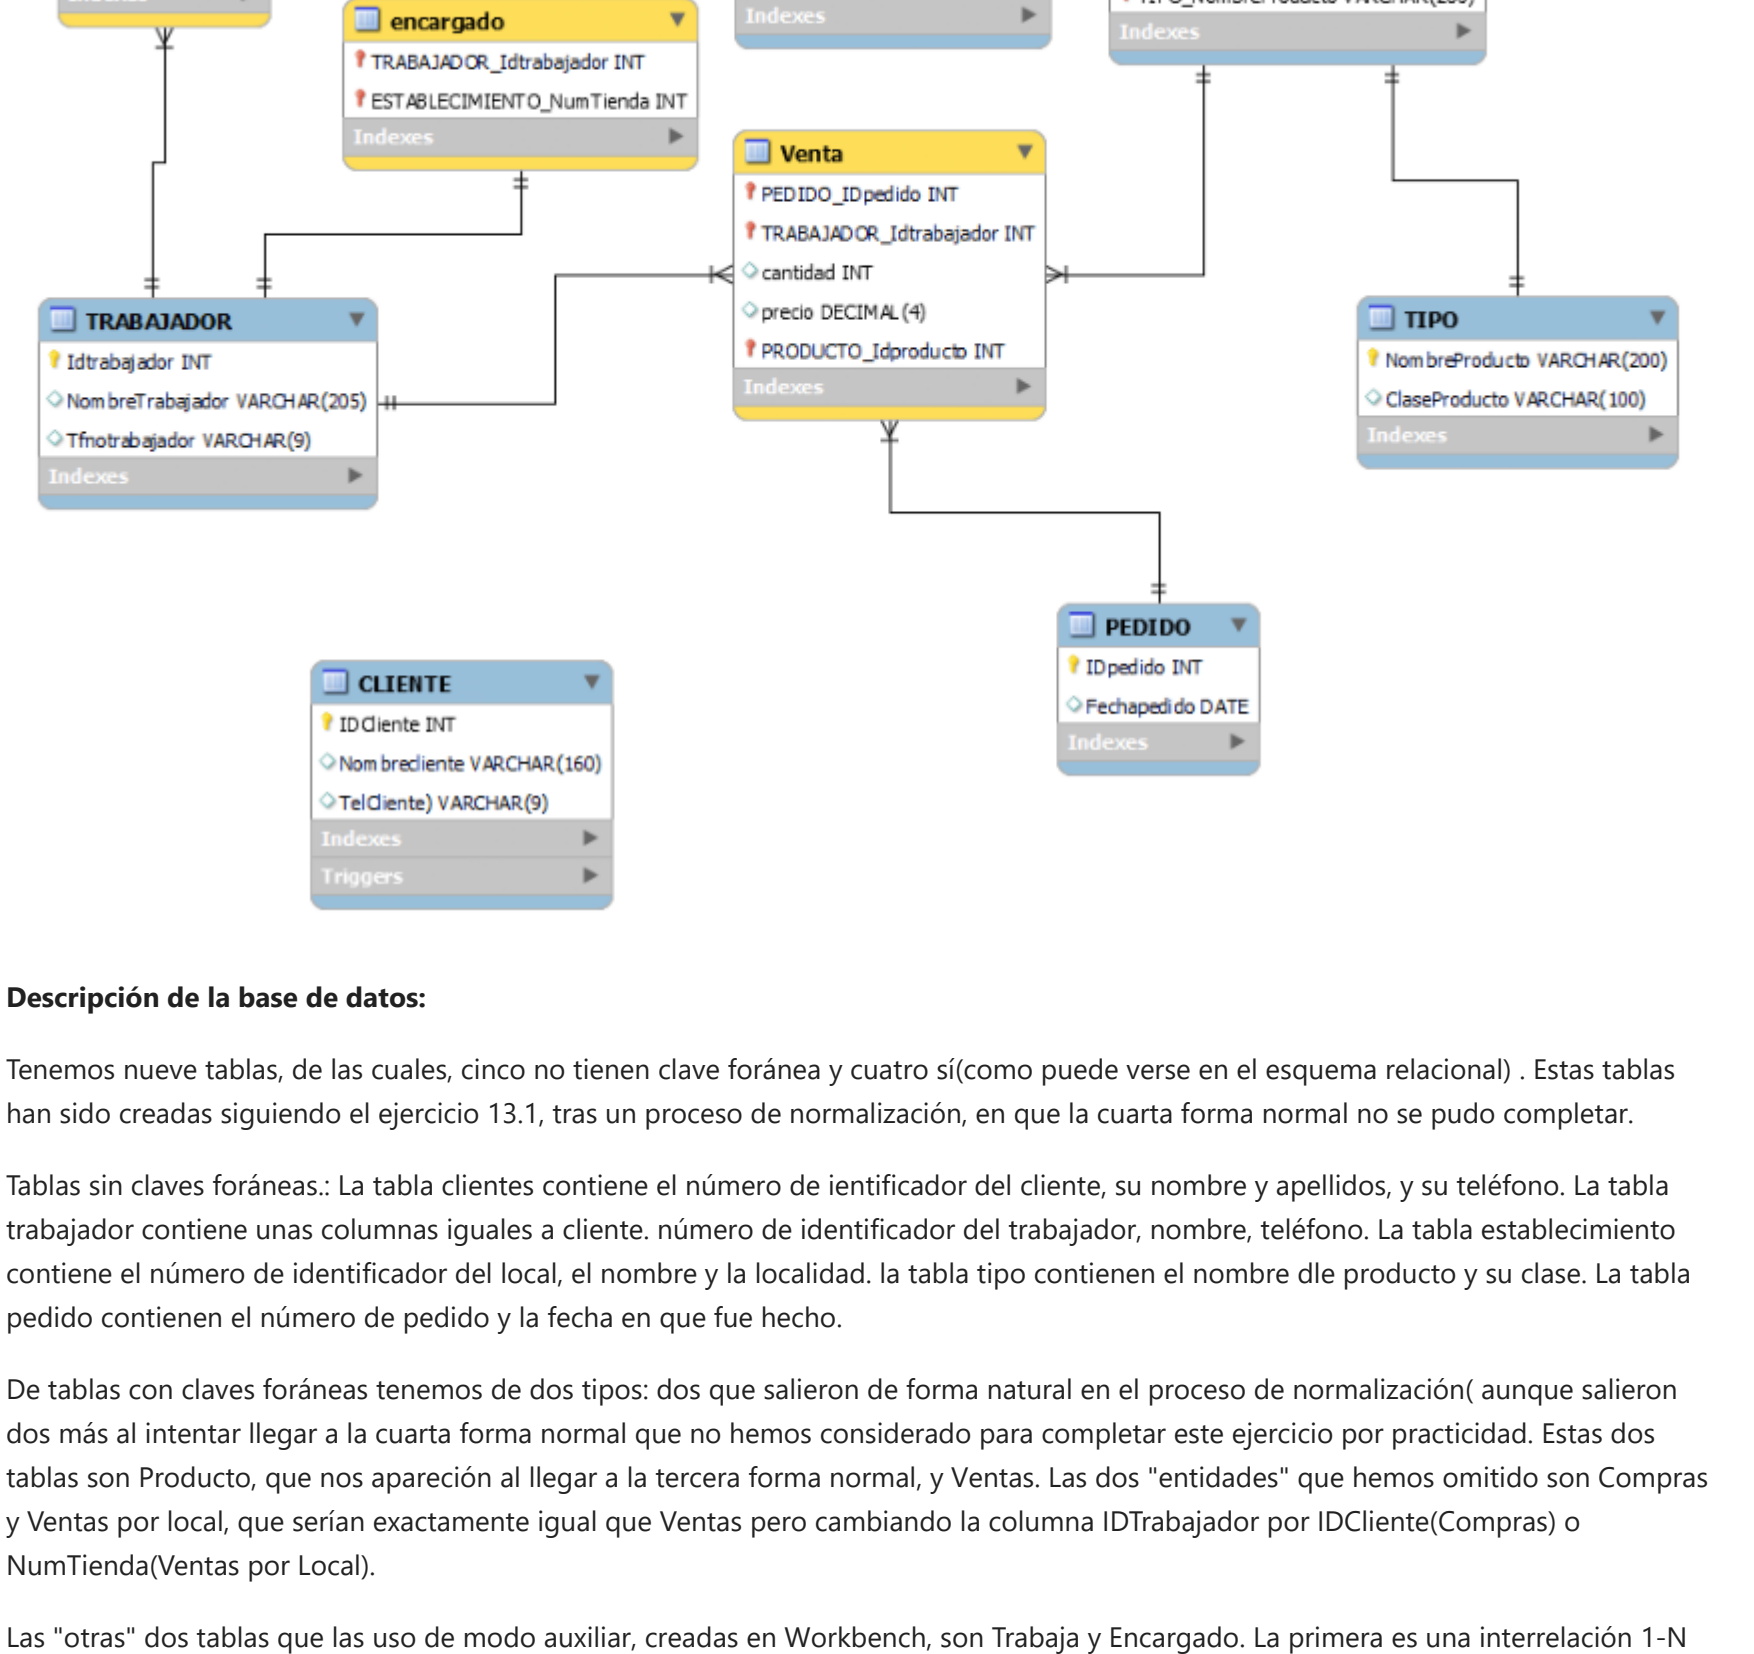 encargado
TRABAJADOR_Idtrabajador INT
ESTABLECIMIENTO_NumTienda INT
Indexes
Indexes
Indexes
Venta
PEDIDO_IDpedido INT
TRABAJADOR_Idtrabajador INT
cantidad INT
precio DECIMAL(4)
PRODUCTO_Idproducto INT
Indexes
TRABAJADOR
Idtrabajador INT
NombreTrabajador VARCHAR(205)
Tfnotrabajador VARCHAR(9)
Indexes
TIPO
NombreProducto VARCHAR(200)
ClaseProducto VARCHAR(100)
Indexes
PEDIDO
IDpedido INT
Fechapedido DATE
Indexes
CLIENTE
IDCliente INT
Nombrecliente VARCHAR(160)
TelCliente) VARCHAR(9)
Indexes
Triggers
Descripción de la base de datos:
Tenemos nueve tablas, de las cuales, cinco no tienen clave foránea y cuatro sí(como puede verse en el esquema relacional) . Estas tablas
han sido creadas siguiendo el ejercicio 13.1, tras un proceso de normalización, en que la cuarta forma normal no se pudo completar.
Tablas sin claves foráneas.: La tabla clientes contiene el número de ientificador del cliente, su nombre y apellidos, y su teléfono. La tabla
trabajador contiene unas columnas iguales a cliente. número de identificador del trabajador, nombre, teléfono. La tabla establecimiento
contiene el número de identificador del local, el nombre y la localidad. la tabla tipo contienen el nombre dle producto y su clase. La tabla
pedido contienen el número de pedido y la fecha en que fue hecho.
De tablas con claves foráneas tenemos de dos tipos: dos que salieron de forma natural en el proceso de normalización( aunque salieron
dos más al intentar llegar a la cuarta forma normal que no hemos considerado para completar este ejercicio por practicidad. Estas dos
tablas son Producto, que nos apareción al llegar a la tercera forma normal, y Ventas. Las dos "entidades" que hemos omitido son Compras
y Ventas por local, que serían exactamente igual que Ventas pero cambiando la columna IDTrabajador por IDCliente(Compras) o
NumTienda(Ventas por Local).
Las "otras" dos tablas que las uso de modo auxiliar, creadas en Workbench, son Trabaja y Encargado. La primera es una interrelación 1-N